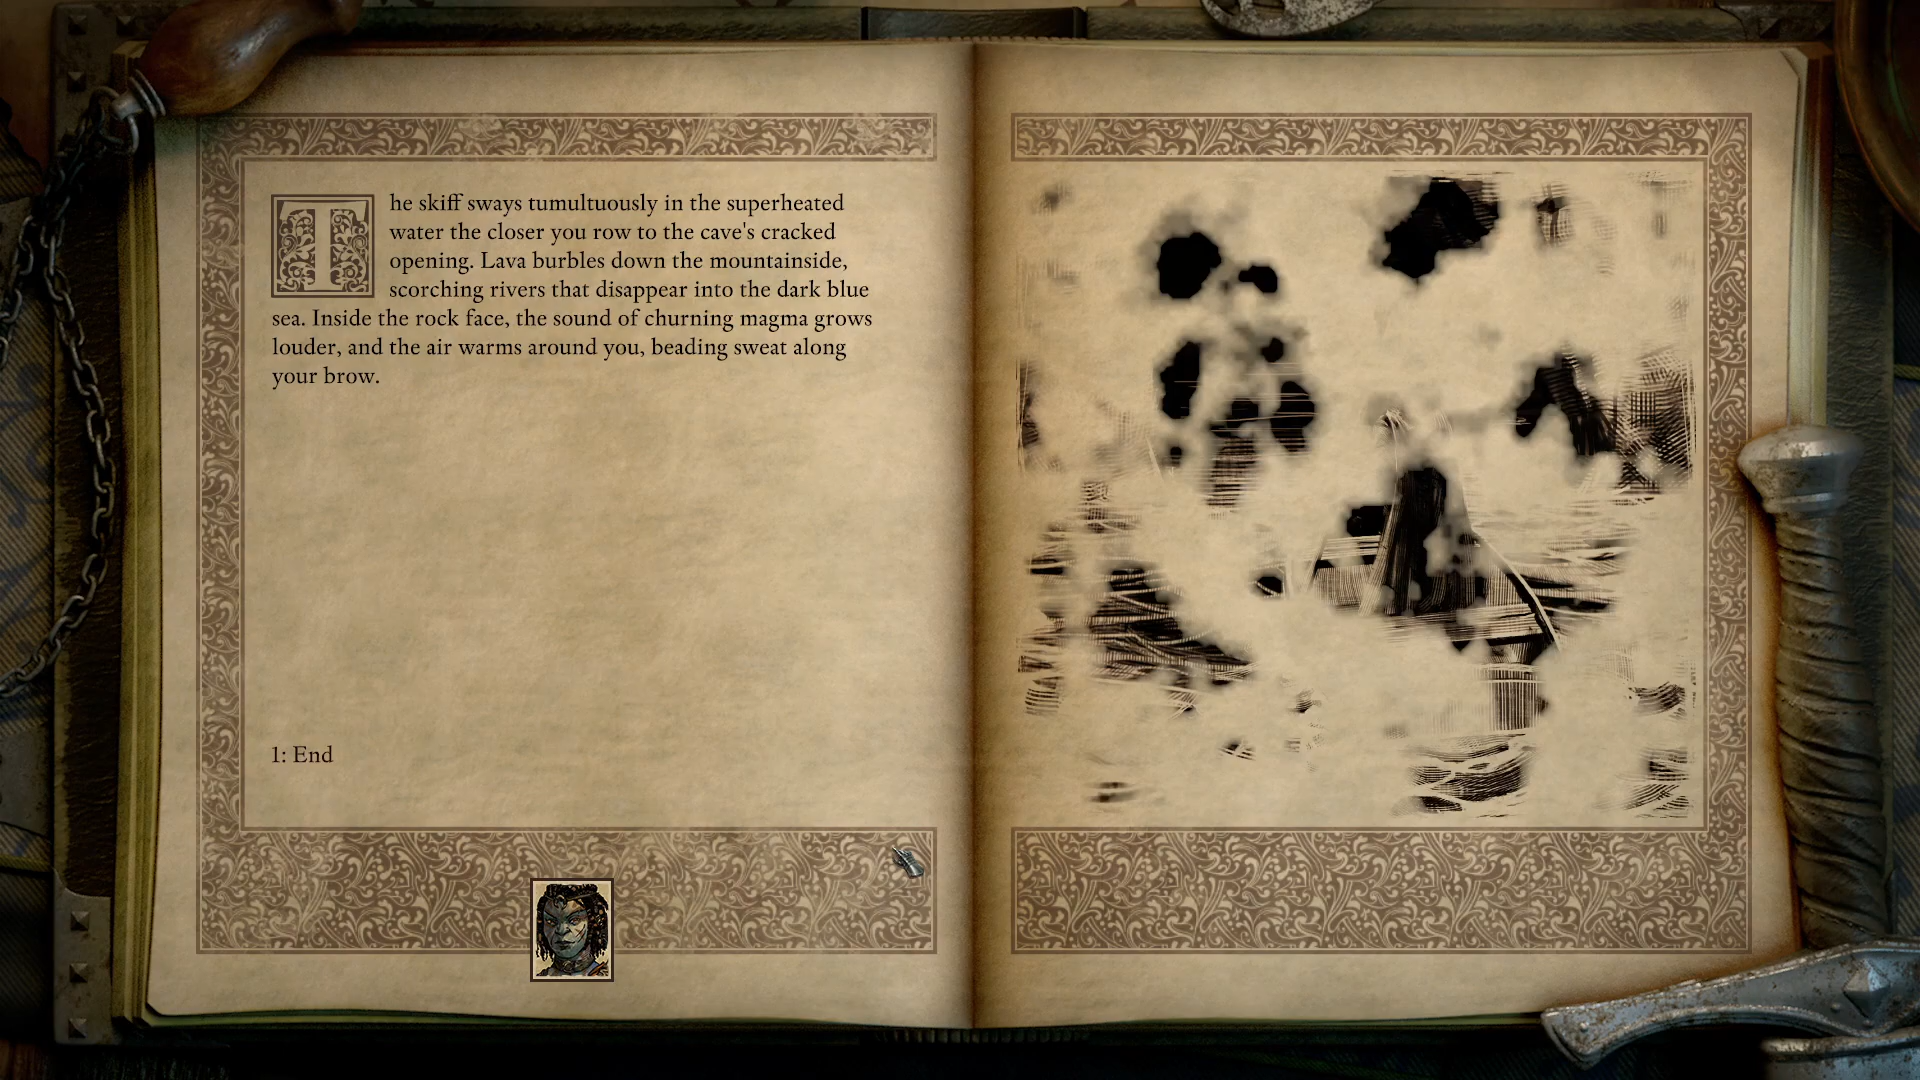 The skiff sways tumultuously in the superheated
water the closer you row to the cave's cracked
opening. Lava burbles down the mountainside,
scorching rivers that disappear into the dark blue
sea. Inside the rock face, the sound of churning magma grows
louder, and the air warms around you, beading sweat along
your brow.
1: End